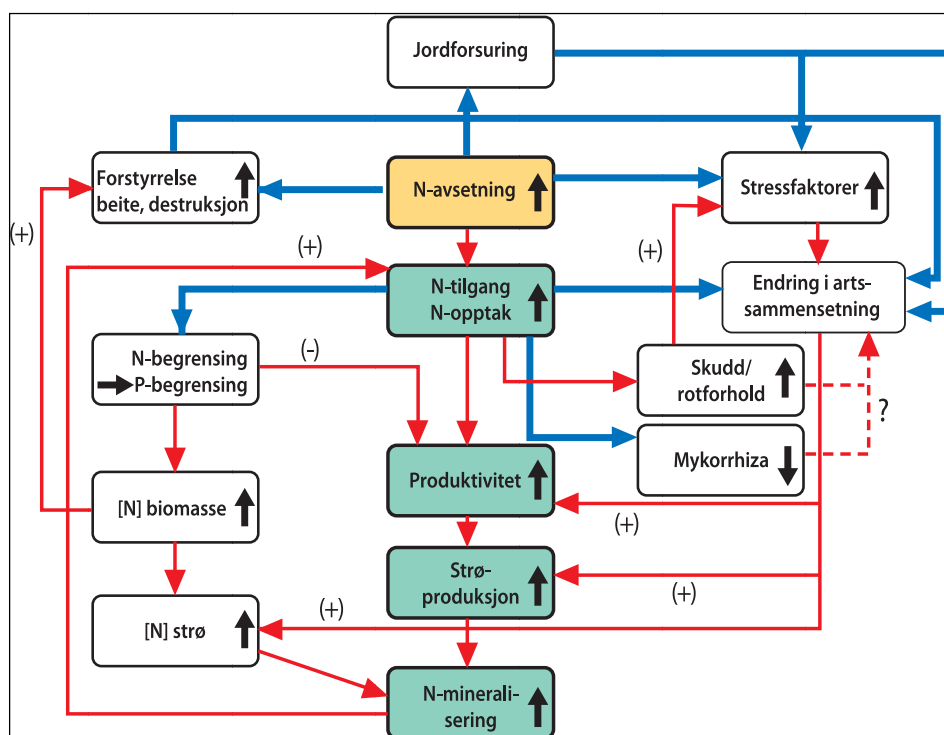 Jordforsuring
Forstyrrelse
beite, destruksjon
N-avsetning
Stressfaktorer
(+)
(+)
(+)
N-tilgang
N-opptak
Endring i arts-
sammensetning
N-begrensing
P-begrensing
(-)
Skudd/
rotforhold
?
Mykorrhiza
Produktivitet
[N] biomasse
(+)
Strø-
produksjon
(+)
[N] strø
(+)
N-minerali-
sering